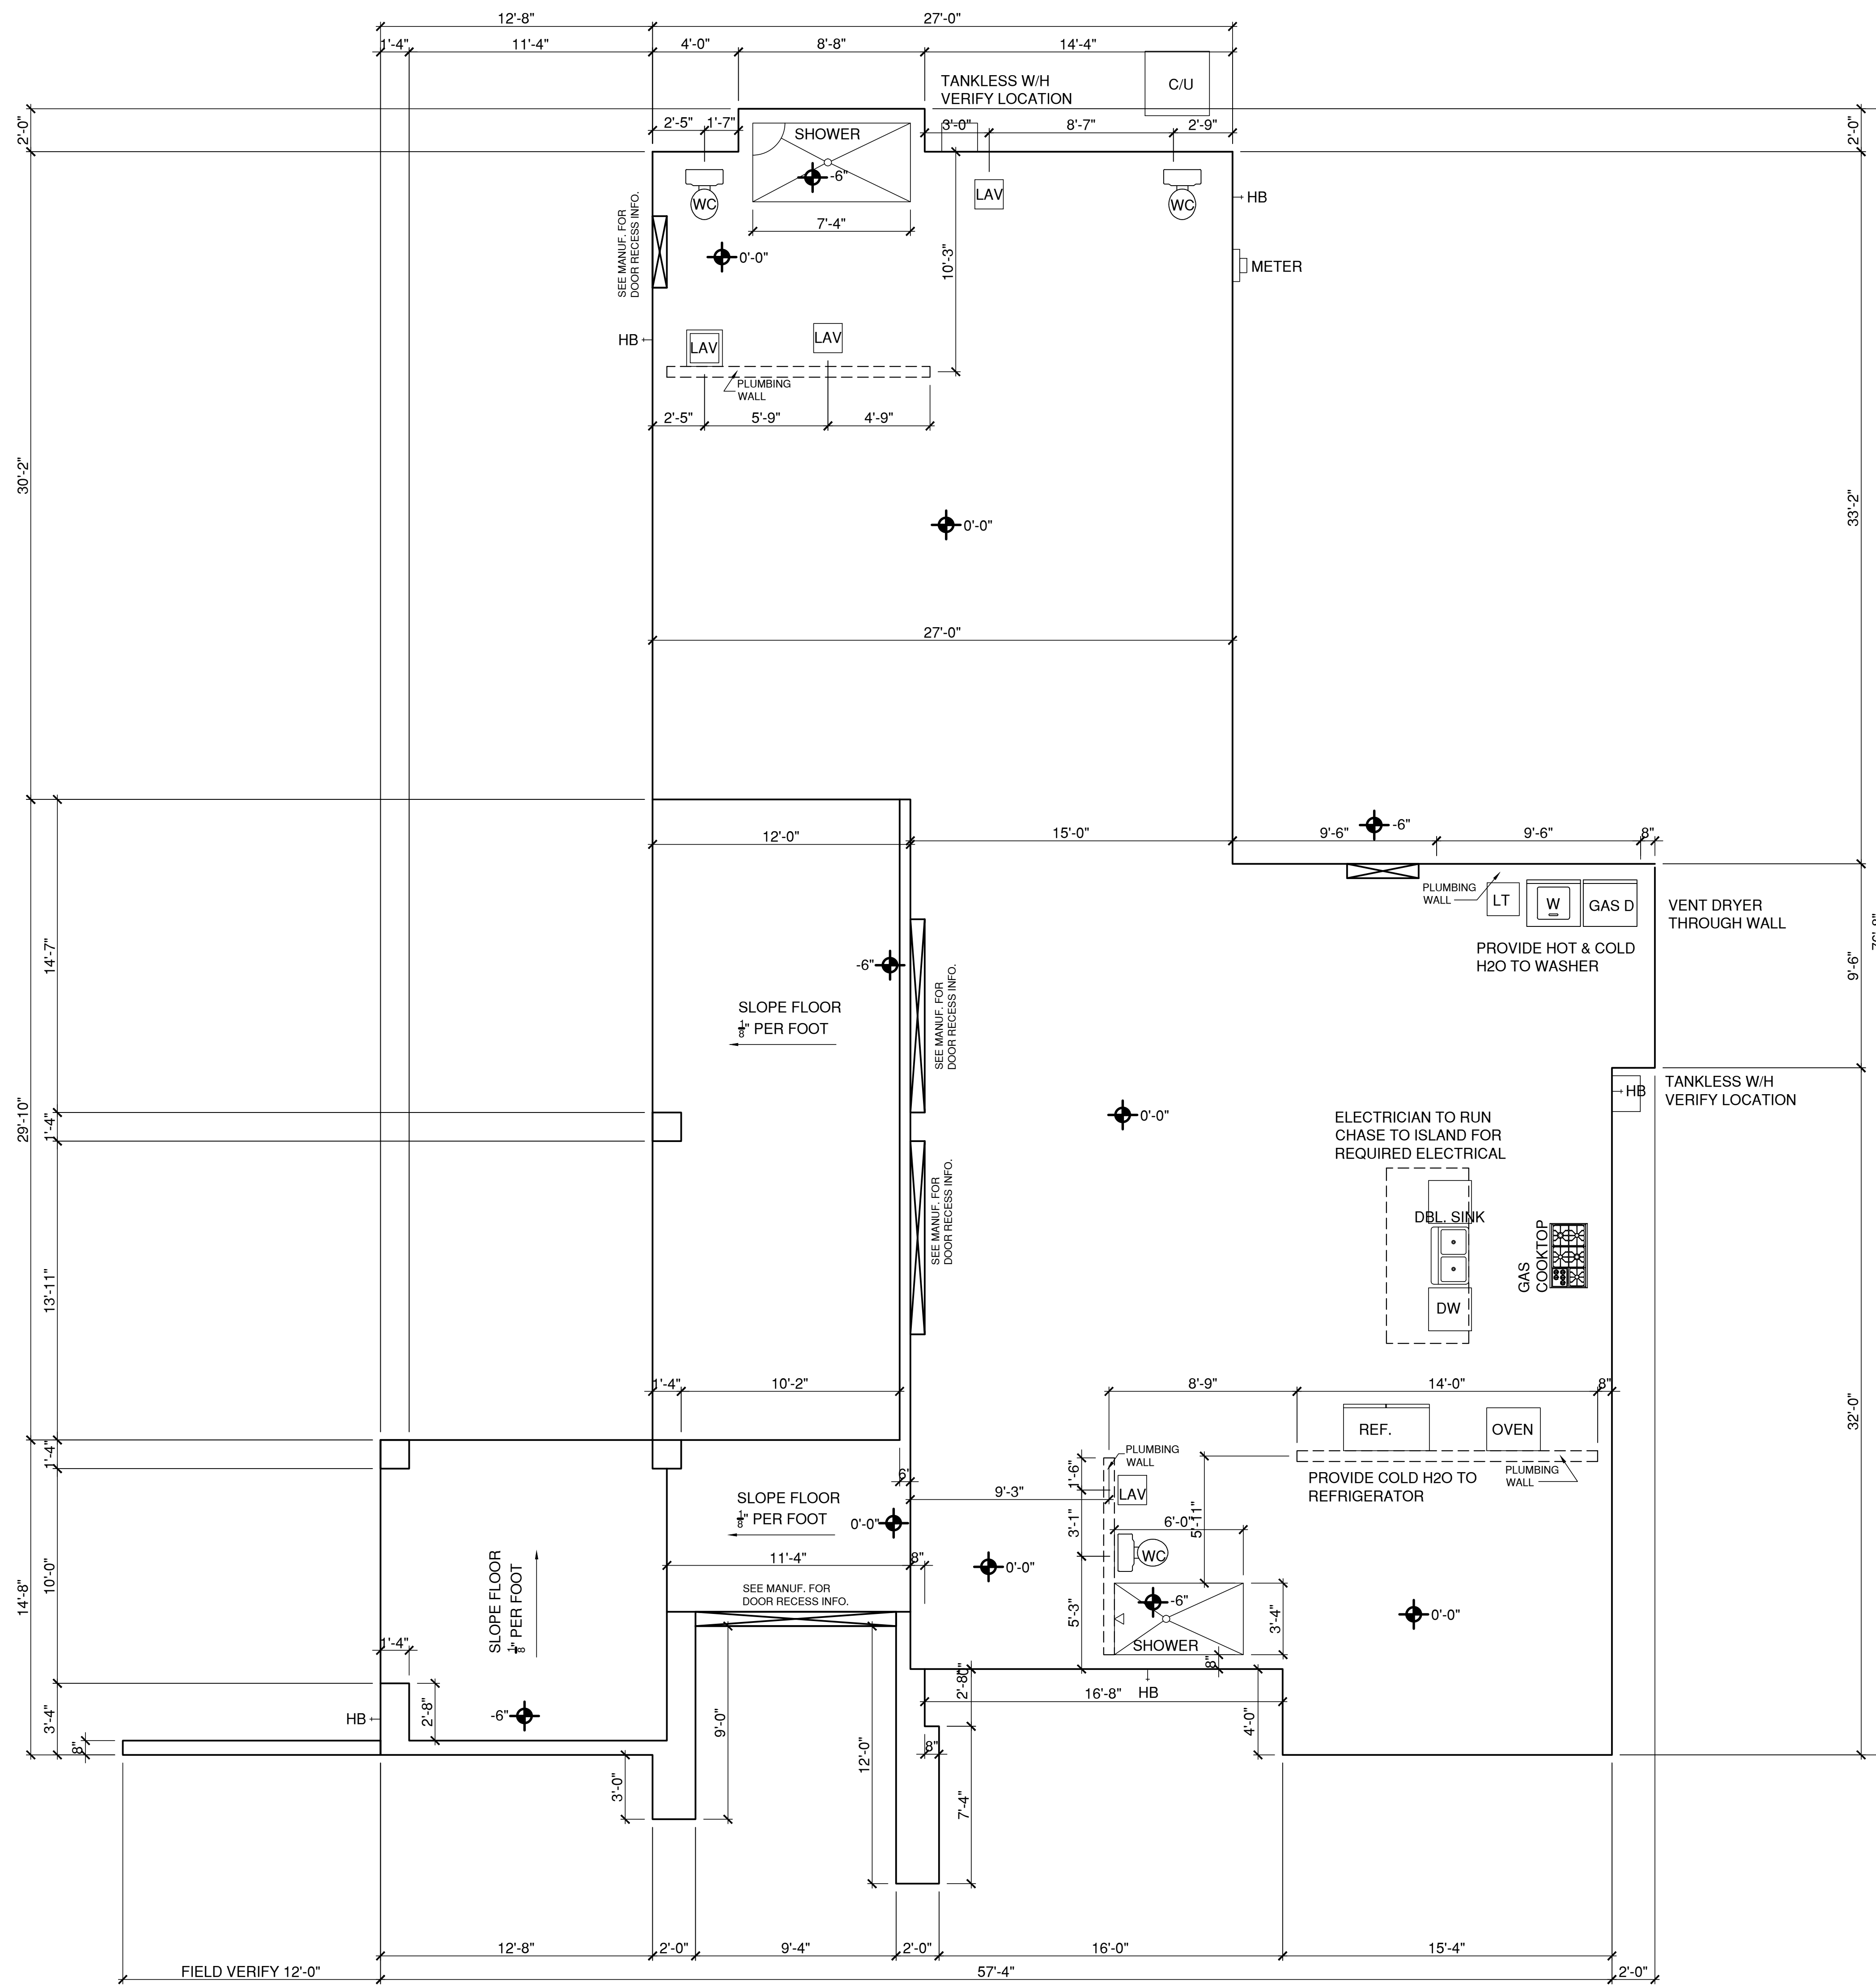 12'-8"
27'-0"
1'-4"
11'-4"
4'-0"
8'-8"
14'-4"
TANKLESS W/H
VERIFY LOCATION
C/U
2'-0"
2'-5"
1'-7"
SHOWER
3'-0"
8'-7"
2'-9"
2'-0"
-6"
WC
LAV
WC
HB
SEE MANUF. FOR
DOOR RECESS INFO.
7'-4"
10'-3"
0'-0"
METER
HB
LAV
LAV
PLUMBING
WALL
2'-5"
5'-9"
4'-9"
30'-2"
33'-2"
0'-0"
27'-0"
12'-0"
15'-0"
9'-6"
-6"
9'-6"
8"
PLUMBING
WALL
LT
W
GAS D
VENT DRYER
THROUGH WALL
PROVIDE HOT & COLD
H2O TO WASHER
14'-7"
-6"
9'-6"
SLOPE FLOOR
1/8" PER FOOT
SEE MANUF. FOR
DOOR RECESS INFO.
HB
TANKLESS W/H
VERIFY LOCATION
29'-10"
1'-4"
0'-0"
ELECTRICIAN TO RUN
CHASE TO ISLAND FOR
REQUIRED ELECTRICAL
SEE MANUF. FOR
DOOR RECESS INFO.
DBL. SINK
GAS
COOKTOP
DW
13'-11"
1'-4"
10'-2"
8'-9"
14'-0"
8"
32'-0"
REF.
OVEN
1'-4"
PLUMBING
WALL
6"
1'-6"
LAV
PROVIDE COLD H2O TO
REFRIGERATOR
PLUMBING
WALL
9'-3"
SLOPE FLOOR
1/8" PER FOOT
0'-0"
3'-1"
6'-0"
5'-11"
WC
11'-4"
8"
0'-0"
SLOPE FLOOR
1/8" PER FOOT
10'-0"
14'-8"
SEE MANUF. FOR
DOOR RECESS INFO.
5'-3"
-6"
3'-4"
0'-0"
SHOWER
1'-4"
8"
2'-8"
16'-8"
HB
4'-0"
3'-4"
HB
2'-8"
-6"
9'-0"
8"
12'-0"
8"
3'-0"
7'-4"
12'-8"
2'-0"
9'-4"
2'-0"
16'-0"
15'-4"
FIELD VERIFY 12'-0"
57'-4"
2'-0"